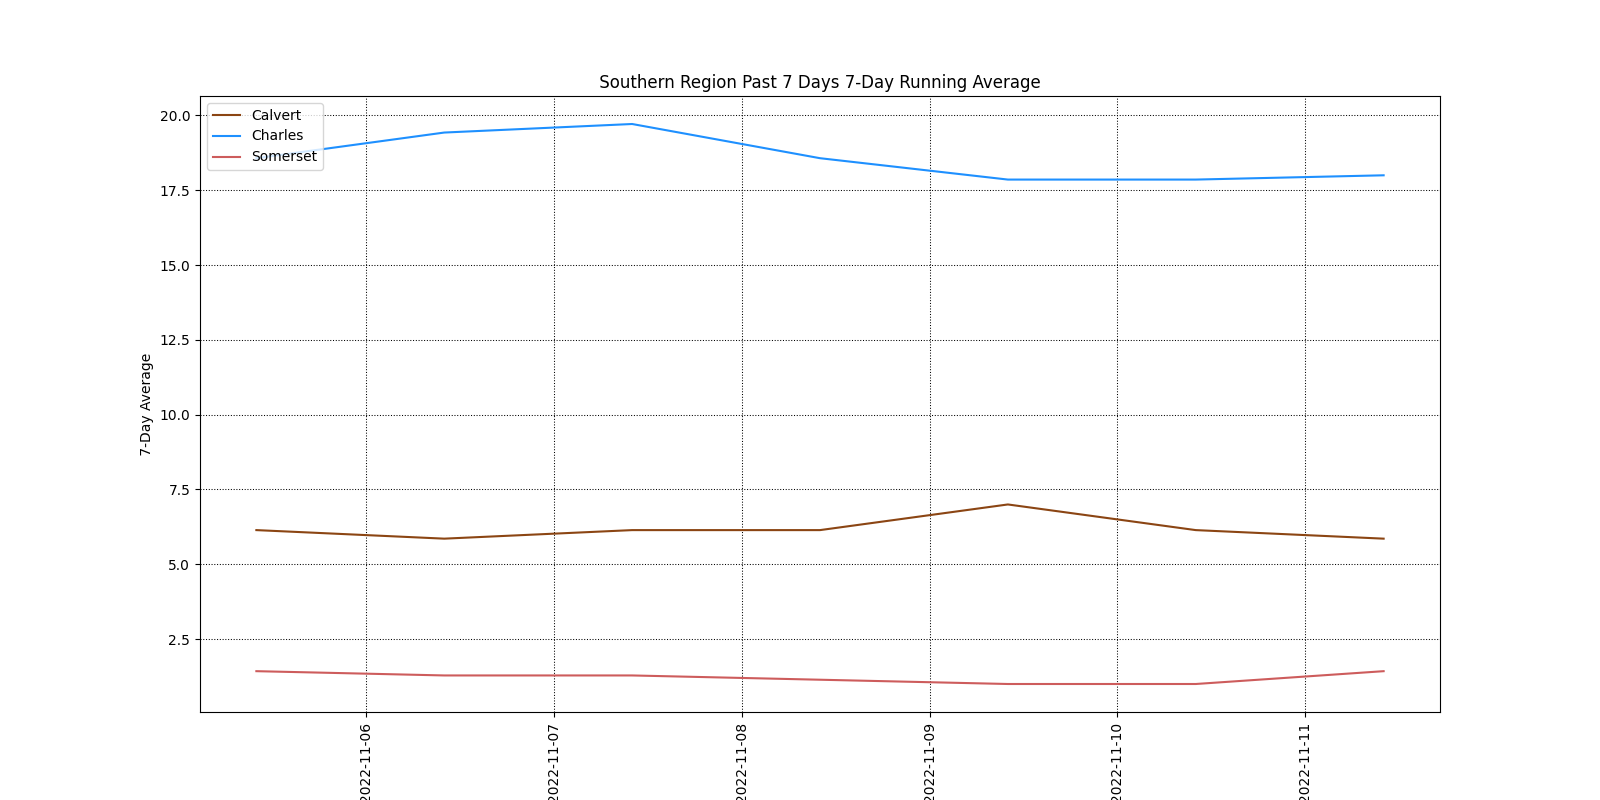 Southern Region Past 7 Days 7-Day Running Average
Calvert
Charles
Somerset
7-Day Average
20.0
17.5
15.0
12.5
10.0
7.5
5.0
2.5
2022-11-06
2022-11-07
2022-11-08
2022-11-09
2022-11-10
2022-11-11